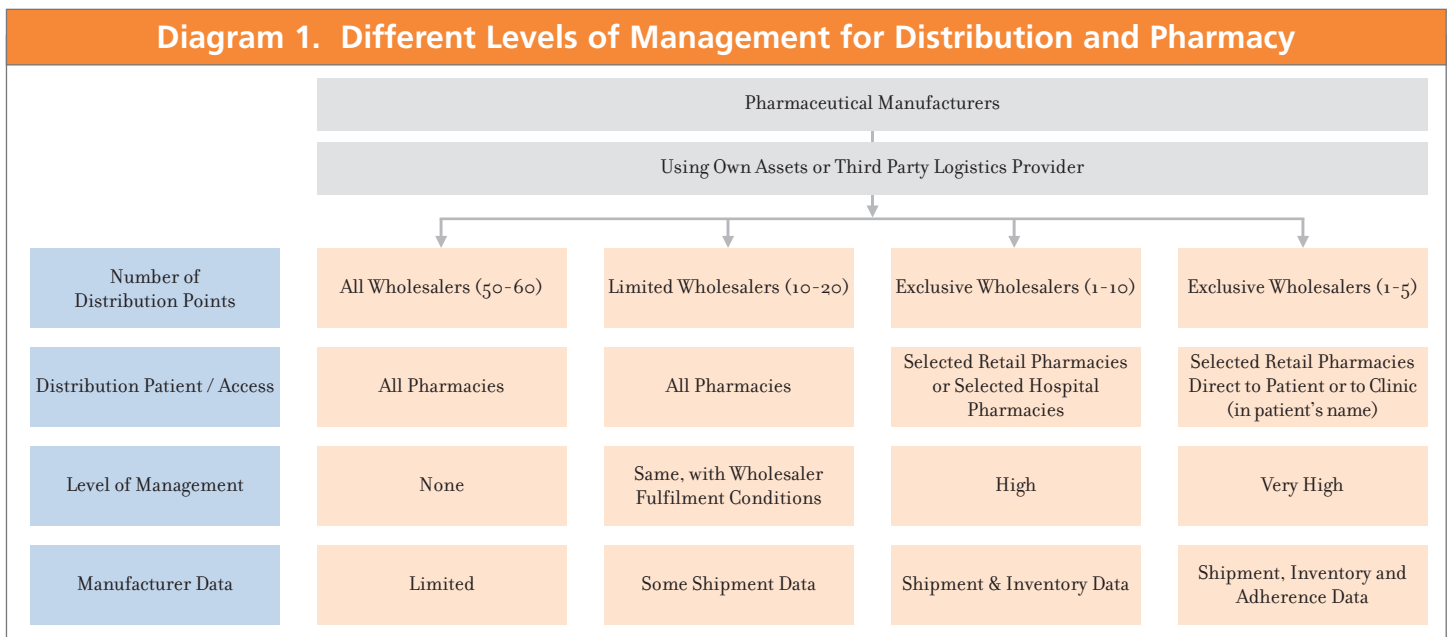 Diagram 1. Different Levels of Management for Distribution and Pharmacy
Pharmaceutical Manufacturers
Using Own Assets or Third Party Logistics Provider
Number of
Distribution Points
All Wholesalers (50-60)
Limited Wholesalers (10-20)
Exclusive Wholesalers (1-10)
Exclusive Wholesalers (1-5)
Distribution Patient / Access
All Pharmacies
All Pharmacies
Selected Retail Pharmacies
or Selected Hospital
Pharmacies
Selected Retail Pharmacies
Direct to Patient or to Clinic
(in patient's name)
Level of Management
None
Same, with Wholesaler
Fulfilment Conditions
High
Very High
Manufacturer Data
Limited
Some Shipment Data
Shipment & Inventory Data
Shipment, Inventory and
Adherence Data